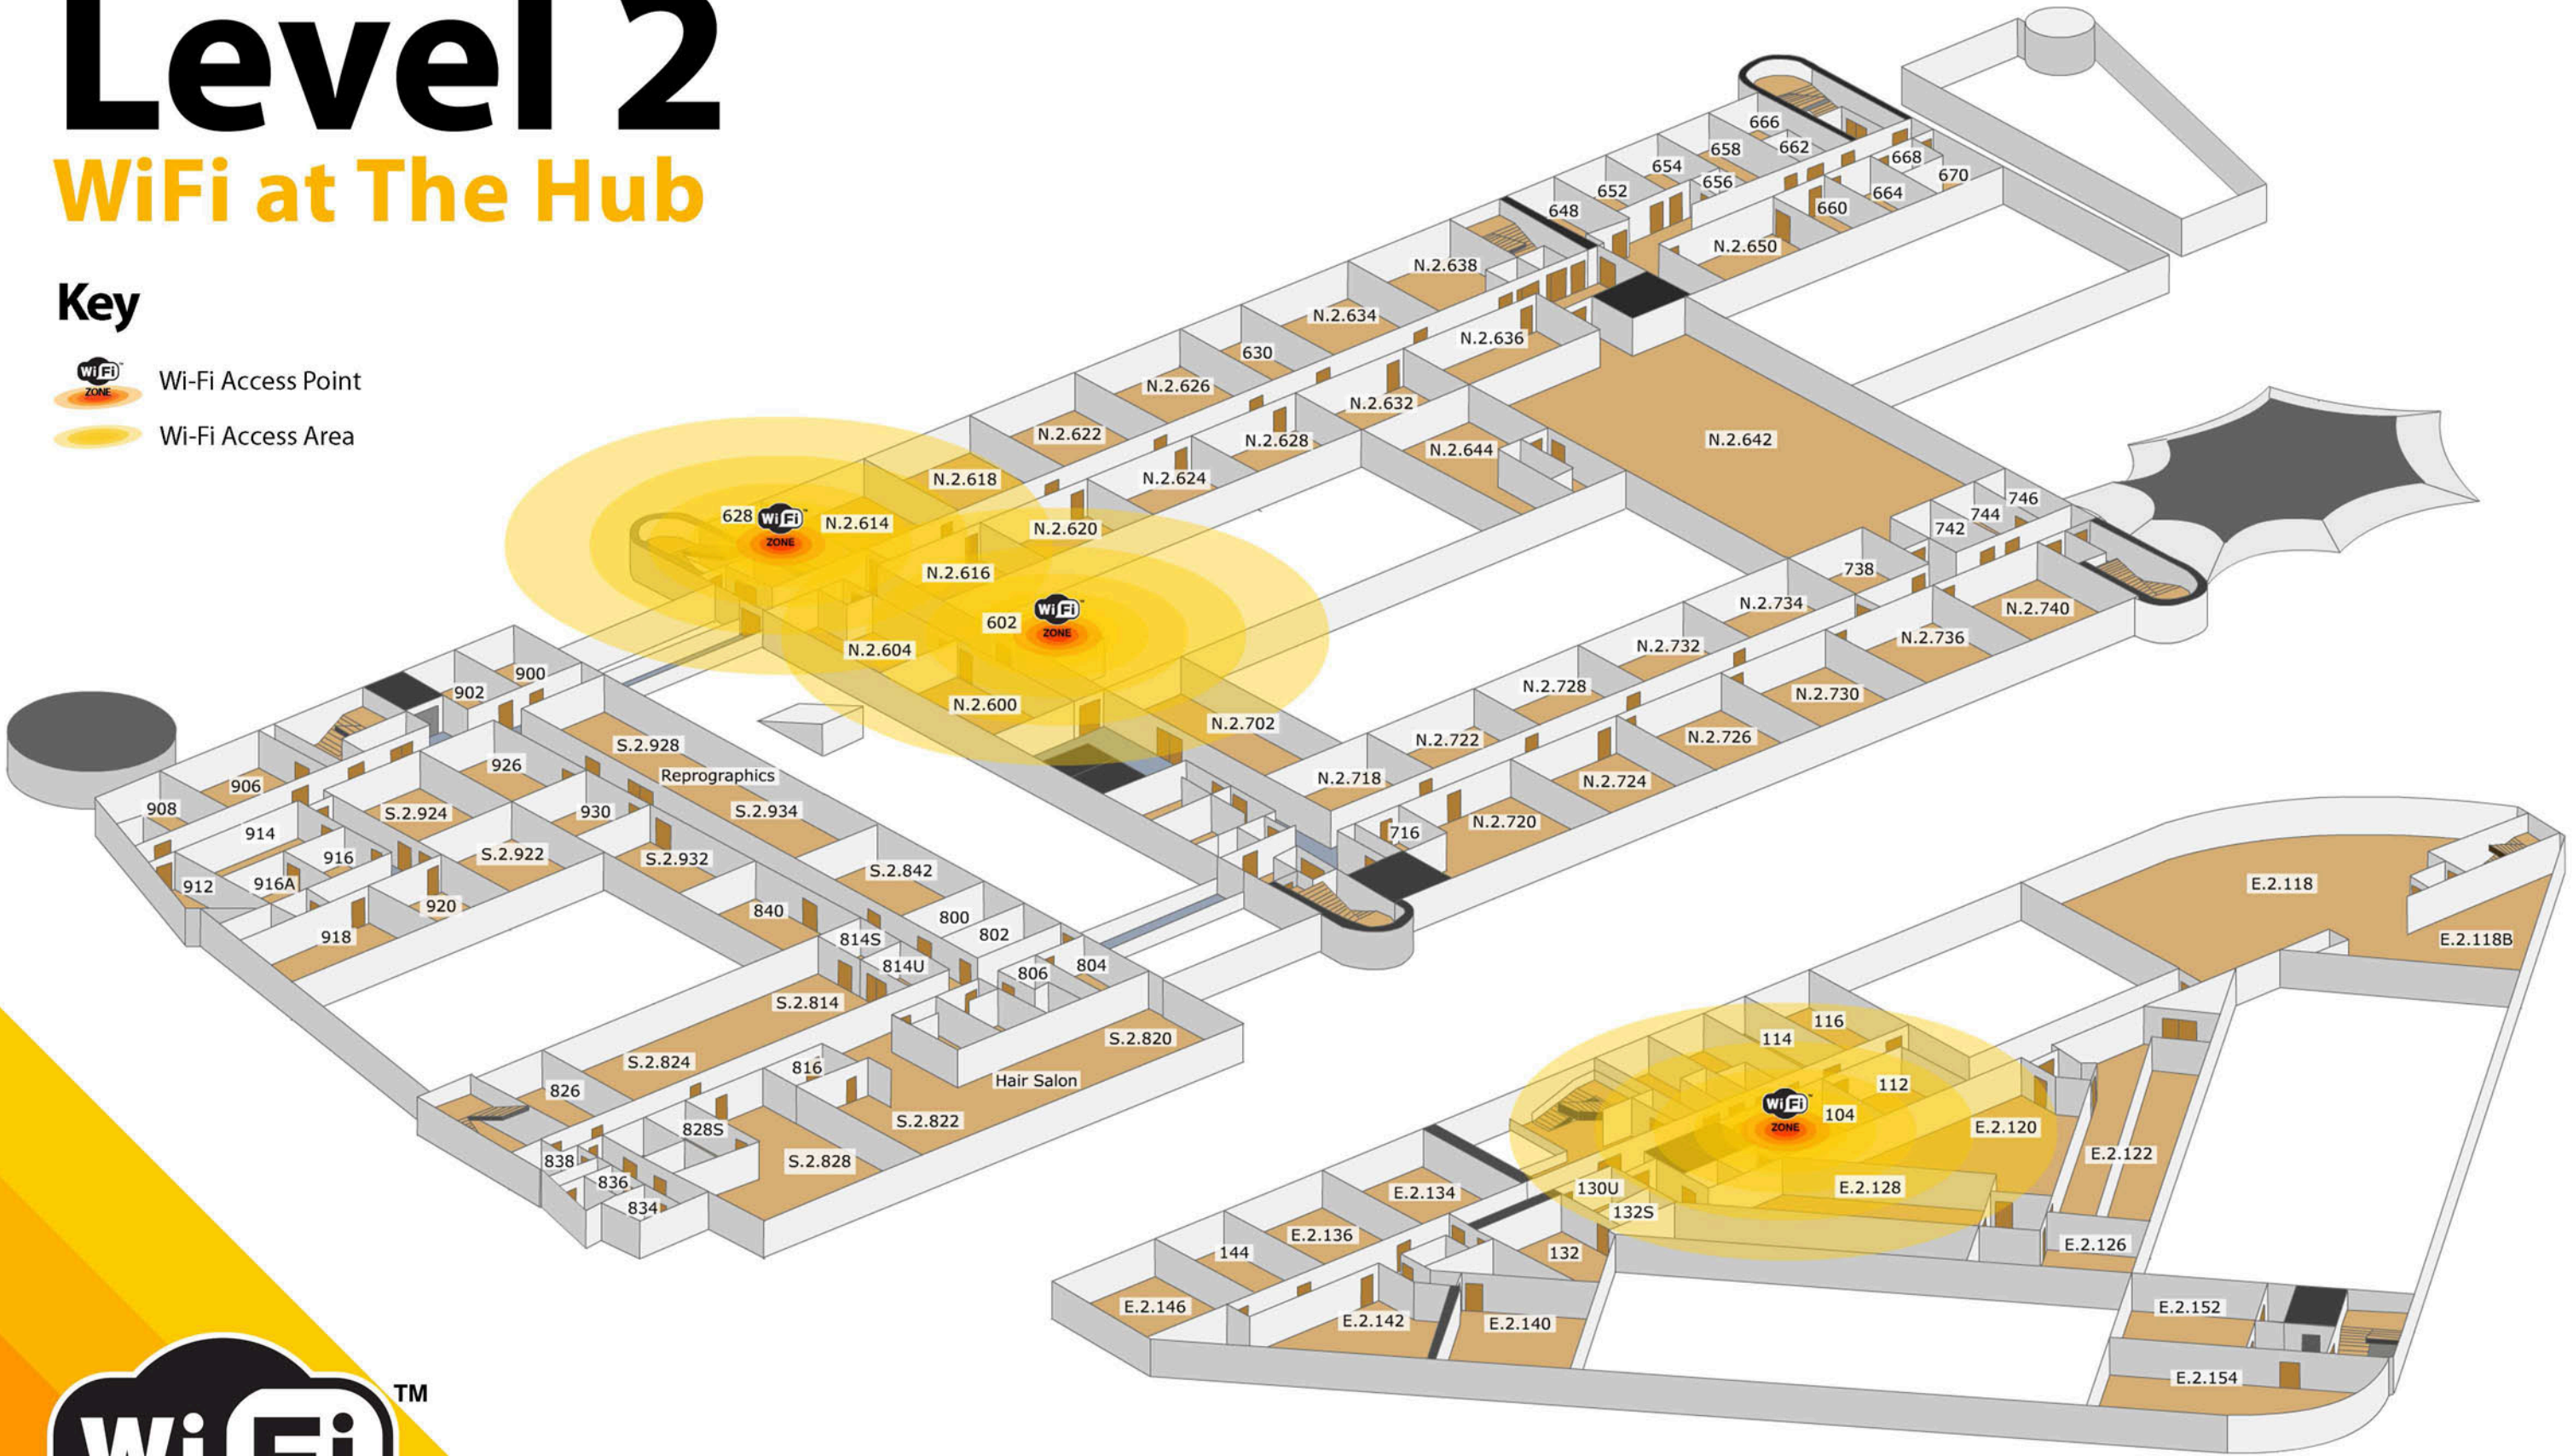 Level 2
WiFi at The Hub
Key
WiFi™
ZONE
Wi-Fi Access Point
Wi-Fi Access Area
666
658
662
654
656
668
670
652
664
648
660
N.2.650
N.2.638
N.2.634
N.2.636
630
N.2.626
N.2.632
N.2.622
N.2.628
N.2.644
N.2.642
N.2.618
N.2.624
746
744
742
628
WiFi™
ZONE
N.2.614
N.2.620
N.2.616
738
602
WiFi™
ZONE
N.2.734
N.2.740
N.2.604
N.2.732
N.2.736
N.2.728
N.2.730
N.2.600
N.2.702
N.2.722
N.2.726
N.2.718
N.2.724
716
N.2.720
900
902
S.2.928
Reprographics
926
906
908
S.2.924
930
S.2.934
914
916
S.2.922
S.2.932
S.2.842
912
916A
920
840
800
918
814S
802
814U
806
804
S.2.814
S.2.820
S.2.824
816
Hair Salon
826
S.2.822
828S
838
S.2.828
836
834
E.2.118
E.2.118B
116
114
112
WiFi™
ZONE
104
E.2.120
E.2.122
130U
E.2.128
E.2.134
132S
E.2.136
E.2.126
144
132
E.2.146
E.2.142
E.2.140
E.2.152
E.2.154
WiFi™